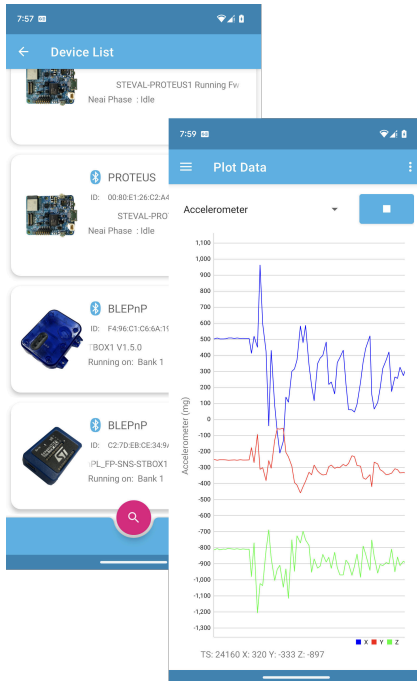 7:57
Device List
STEVAL-PROTEUS1 Running Fw
Neai Phase : Idle
PROTEUS
ID: 00:80:E1:26:C2:A4
STEVAL-PRO
Neai Phase : Idle
BLEPnP
ID: F4:96:C1:C6:6A:19
TBOX1 V1.5.0
Running on: Bank 1
BLEPnP
ID: C2:7D:EB:CE:34:9A
PL_FP-SNS-STBOX1
Running on: Bank 1
7:59
Plot Data
Accelerometer
Accelerometer (mg)
1,100
1,000
900
800
700
600
500
400
300
200
100
0
-100
-200
-300
-400
-500
-600
-700
-800
-900
-1,000
-1,100
-1,200
-1,300
X Y Z
TS: 24160 X: 320 Y: -333 Z: -897